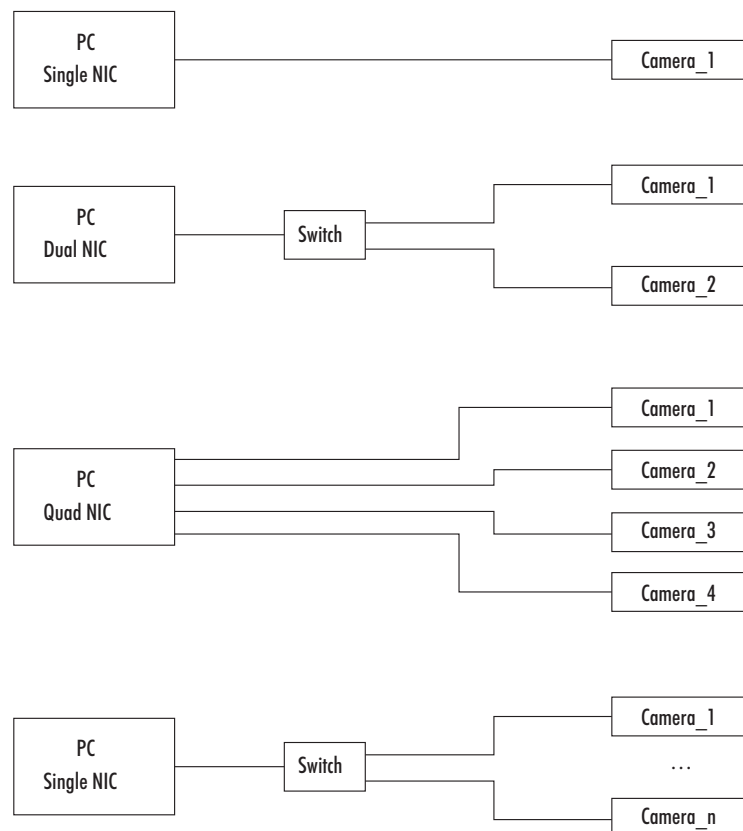 PC
Single NIC
Camera_1
PC
Dual NIC
Switch
Camera_1
Camera_2
PC
Quad NIC
Camera_1
Camera_2
Camera_3
Camera_4
PC
Single NIC
Switch
Camera_1
...
Camera_n